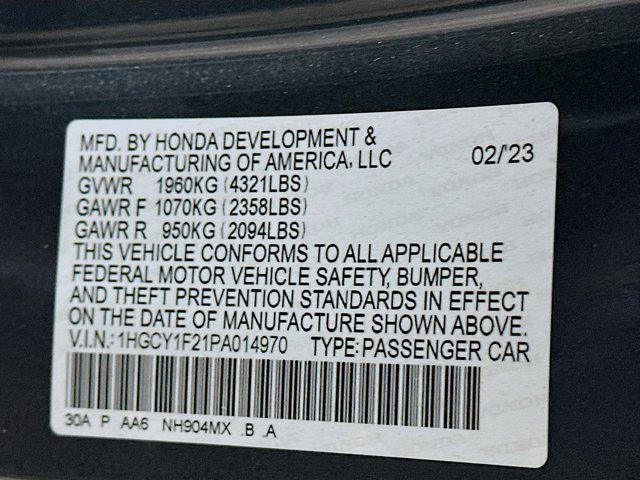 MFD. BY HONDA DEVELOPMENT &
MANUFACTURING OF AMERICA, LLC 02/'23
GVWR 1960KG (4321LBS)
GAWR F 1070KG (2358LBS)
GAWR R 950KG (2094LBS)
THIS VEHICLE CONFORMS TO ALL APPLICABLE
FEDERAL MOTOR VEHICLE SAFETY, BUMPER,
AND THEFT PREVENTION STANDARDS IN EFFECT
ON THE DATE OF MANUFACTURE SHOWN ABOVE.
V.I.N.:1HGCY1F21PA014970 TYPE:PASSENGER CAR
30A P AA6 NH904MX .B .A